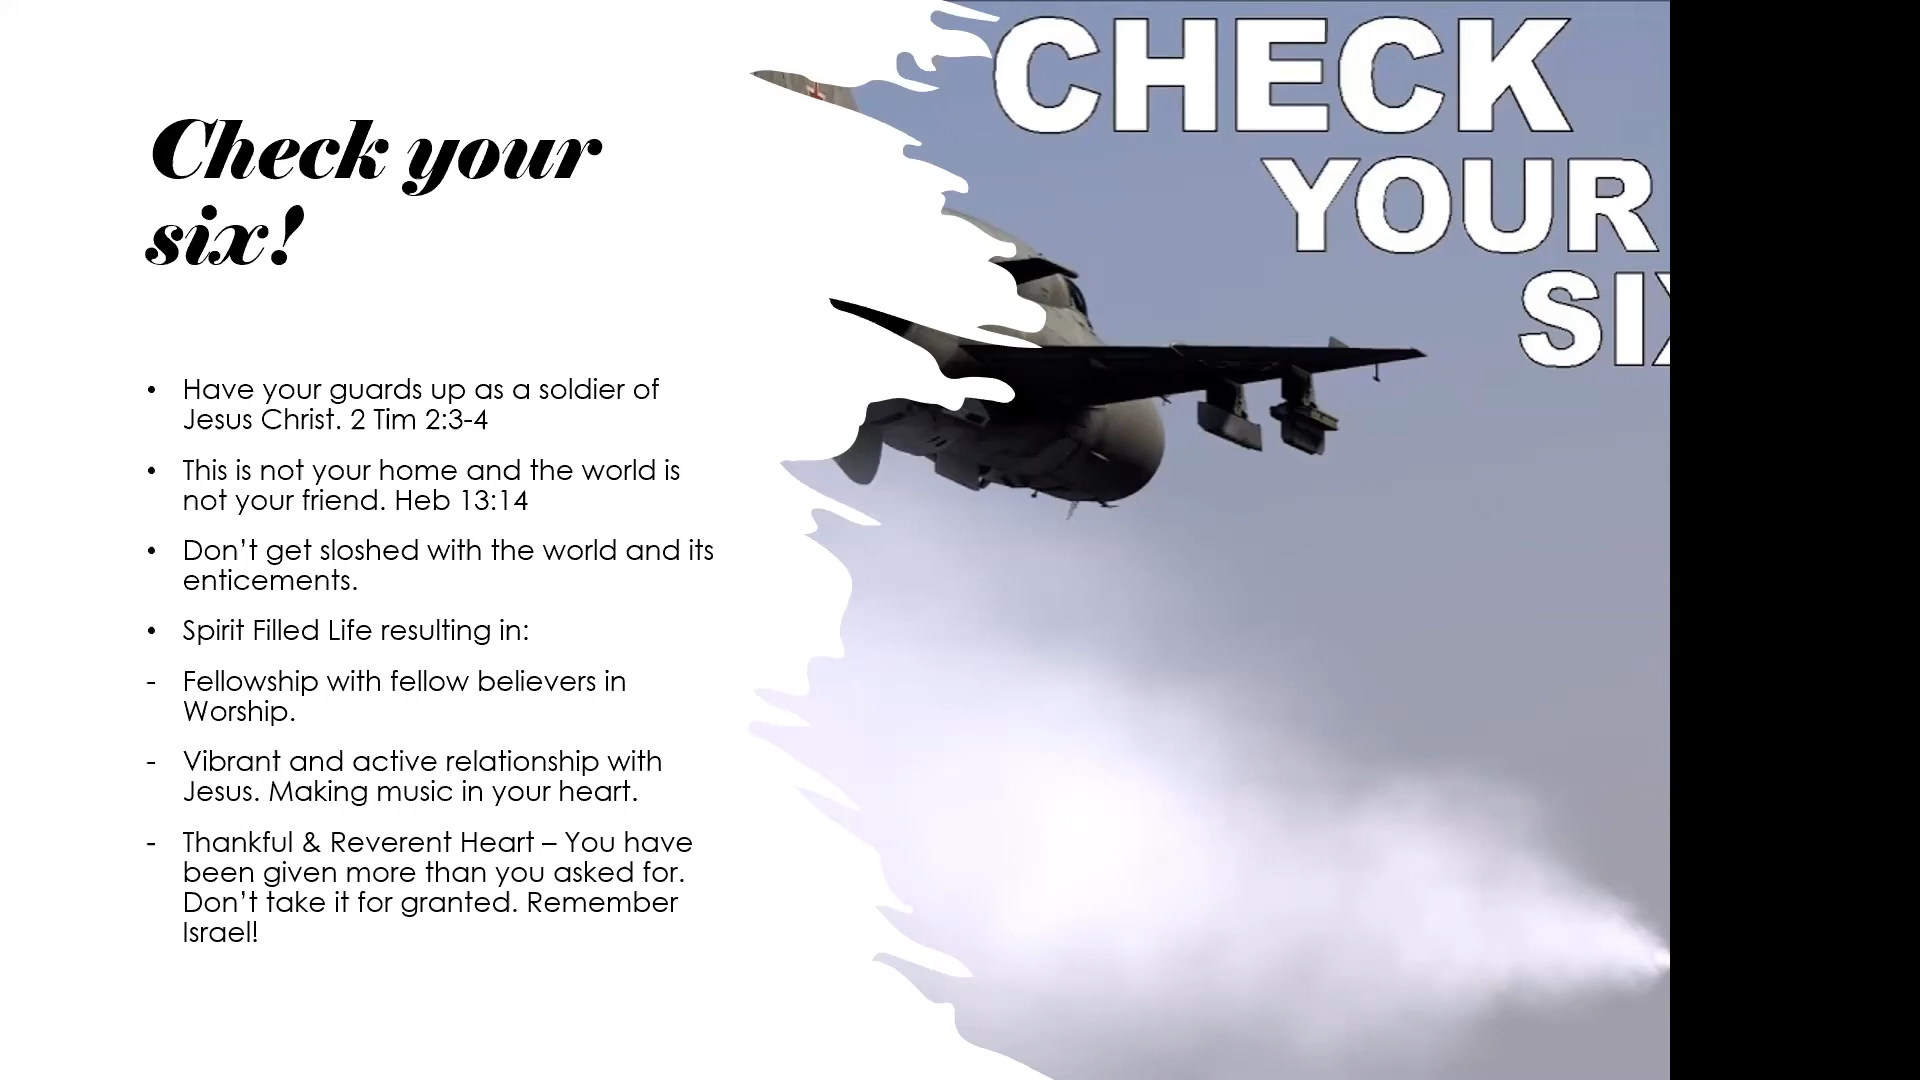 Check your
six!
• Have your guards up as a soldier of
Jesus Christ. 2 Tim 2:3-4
• This is not your home and the world is
not your friend. Heb 13:14
• Don’t get sloshed with the world and its
enticements.
• Spirit Filled Life resulting in:
- Fellowship with fellow believers in
Worship.
- Vibrant and active relationship with
Jesus. Making music in your heart.
- Thankful & Reverent Heart – You have
been given more than you asked for.
Don’t take it for granted. Remember
Israel!
CHECK
YOUR
SIX